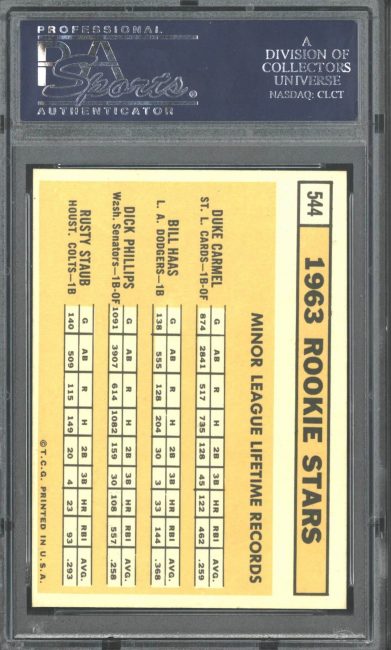 PROFESSIONAL
PSA
Sports
AUTHENTICATOR
A
DIVISION OF
COLLECTORS
UNIVERSE
NASDAQ: CLCT
544
1963 ROOKIE STARS
MINOR LEAGUE LIFETIME RECORDS
DUKE CARMEL
ST. L. CARDS—1B-OF
G AB R H 2B 3B HR RBI AVG.
874 2841 517 735 128 45 122 462 .259
BILL HAAS
L. A. DODGERS—1B
G AB R H 2B 3B HR RBI AVG.
138 555 128 204 30 3 33 144 .368
DICK PHILLIPS
Wash. Senators—1B-OF
G AB R H 2B 3B HR RBI AVG.
1091 3907 614 1082 159 30 108 557 .258
RUSTY STAUB
HOUST. COLTS—1B
G AB R H 2B 3B HR RBI AVG.
140 509 115 149 20 4 23 93 .293
© T.C.G. PRINTED IN U.S.A.